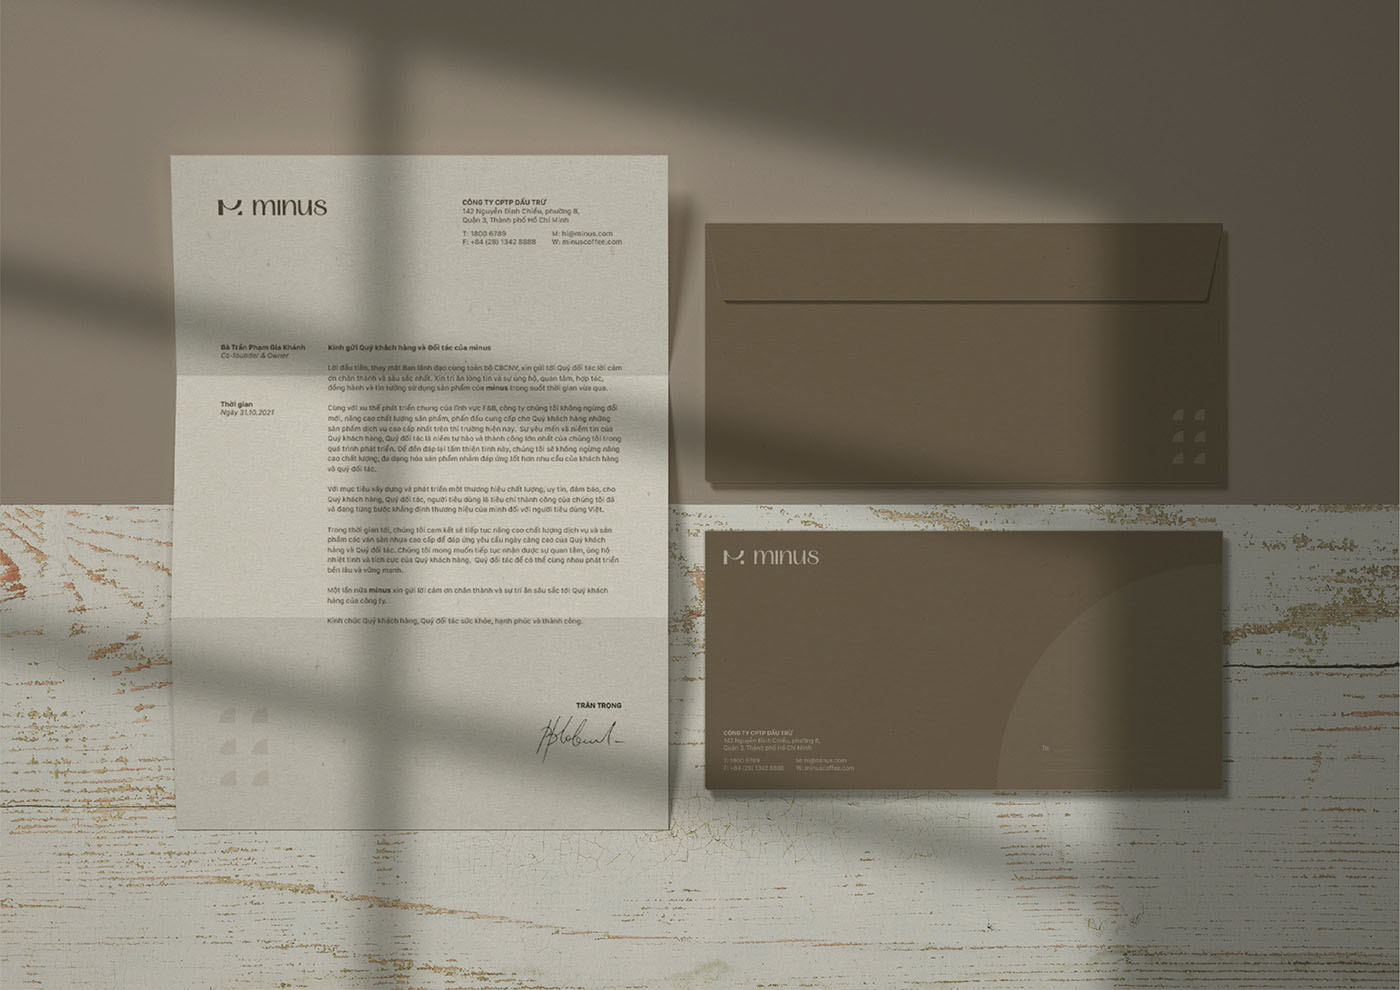 minus
CÔNG TY CPTP DẤU TRỪ
142 Nguyễn Đình Chiểu, phường 8,
Quận 3, Thành phố Hồ Chí Minh
T: 1800 6789 M: hi@minus.com
F: +84 (28) 1342 8888 W: minuscoffee.com
Bà Trần Phạm Gia Khánh
Co-founder & Owner
Thời gian
Ngày 31.10.2021
Kính gửi Quý khách hàng và Đối tác của minus
Lời đầu tiên, thay mặt Ban lãnh đạo cùng toàn bộ CBCNV, xin gửi tới Quý đối tác lời cảm
ơn chân thành và sâu sắc nhất. Xin tri ân lòng tin và sự ủng hộ, quan tâm, hợp tác,
đồng hành và tin tưởng sử dụng sản phẩm của minus trong suốt thời gian vừa qua.
Cùng với xu thế phát triển chung của lĩnh vực F&B, công ty chúng tôi không ngừng đổi
mới, nâng cao chất lượng sản phẩm, phấn đấu cung cấp cho Quý khách hàng những
sản phẩm dịch vụ cao cấp nhất trên thị trường hiện nay. Sự yêu mến và niềm tin của
Quý khách hàng, Quý đối tác là niềm tự hào và thành công lớn nhất của chúng tôi trong
quá trình phát triển. Để đền đáp lại tấm thiện tình này, chúng tôi sẽ không ngừng nâng
cao chất lượng, đa dạng hóa sản phẩm nhằm đáp ứng tốt hơn nhu cầu của khách hàng
và quý đối tác.
Với mục tiêu xây dựng và phát triển một thương hiệu chất lượng, uy tín, đảm bảo, cho
Quý khách hàng, Quý đối tác, người tiêu dùng là tiêu chí thành công của chúng tôi đã
và đang từng bước khẳng định thương hiệu của mình đối với người tiêu dùng Việt.
Trong thời gian tới, chúng tôi cam kết sẽ tiếp tục nâng cao chất lượng dịch vụ và sản
phẩm các ván sàn nhựa cao cấp để đáp ứng yêu cầu ngày càng cao của Quý khách
hàng và Quý đối tác. Chúng tôi mong muốn tiếp tục nhận được sự quan tâm, ủng hộ
nhiệt tình và tích cực của Quý khách hàng, Quý đối tác để có thể cùng nhau phát triển
bền lâu và vững mạnh.
Một lần nữa minus xin gửi lời cảm ơn chân thành và sự tri ân sâu sắc tới Quý khách
hàng của công ty.
Kính chúc Quý khách hàng, Quý đối tác sức khỏe, hạnh phúc và thành công.
TRÂN TRỌNG
minus
CÔNG TY CPTP DẤU TRỪ
142 Nguyễn Đình Chiểu, phường 8,
Quận 3, Thành phố Hồ Chí Minh
T: 1800 6789 M: hi@minus.com
F: +84 (28) 1342 8888 W: minuscoffee.com
To